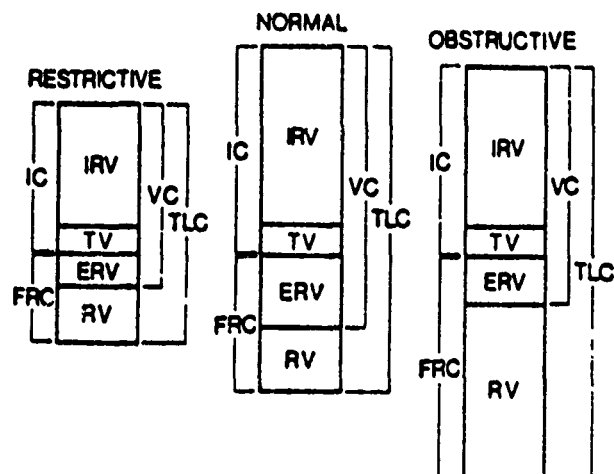 RESTRICTIVE
IC
IRV
TV
ERV
FRC
RV
VC
TLC
NORMAL
IC
IRV
TV
ERV
FRC
RV
VC
TLC
OBSTRUCTIVE
IC
IRV
TV
ERV
FRC
RV
VC
TLC